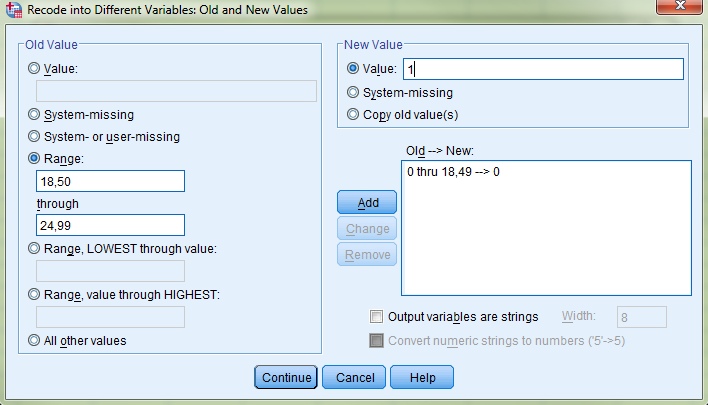 Recode into Different Variables: Old and New Values
Old Value
Value:
System-missing
System- or user-missing
Range:
18,50
through
24,99
Range, LOWEST through value:
Range, value through HIGHEST:
All other values
New Value
Value: 1
System-missing
Copy old value(s)
Old --> New:
0 thru 18,49 --> 0
Add
Change
Remove
Output variables are strings Width: 8
Convert numeric strings to numbers ('5'->5)
Continue Cancel Help